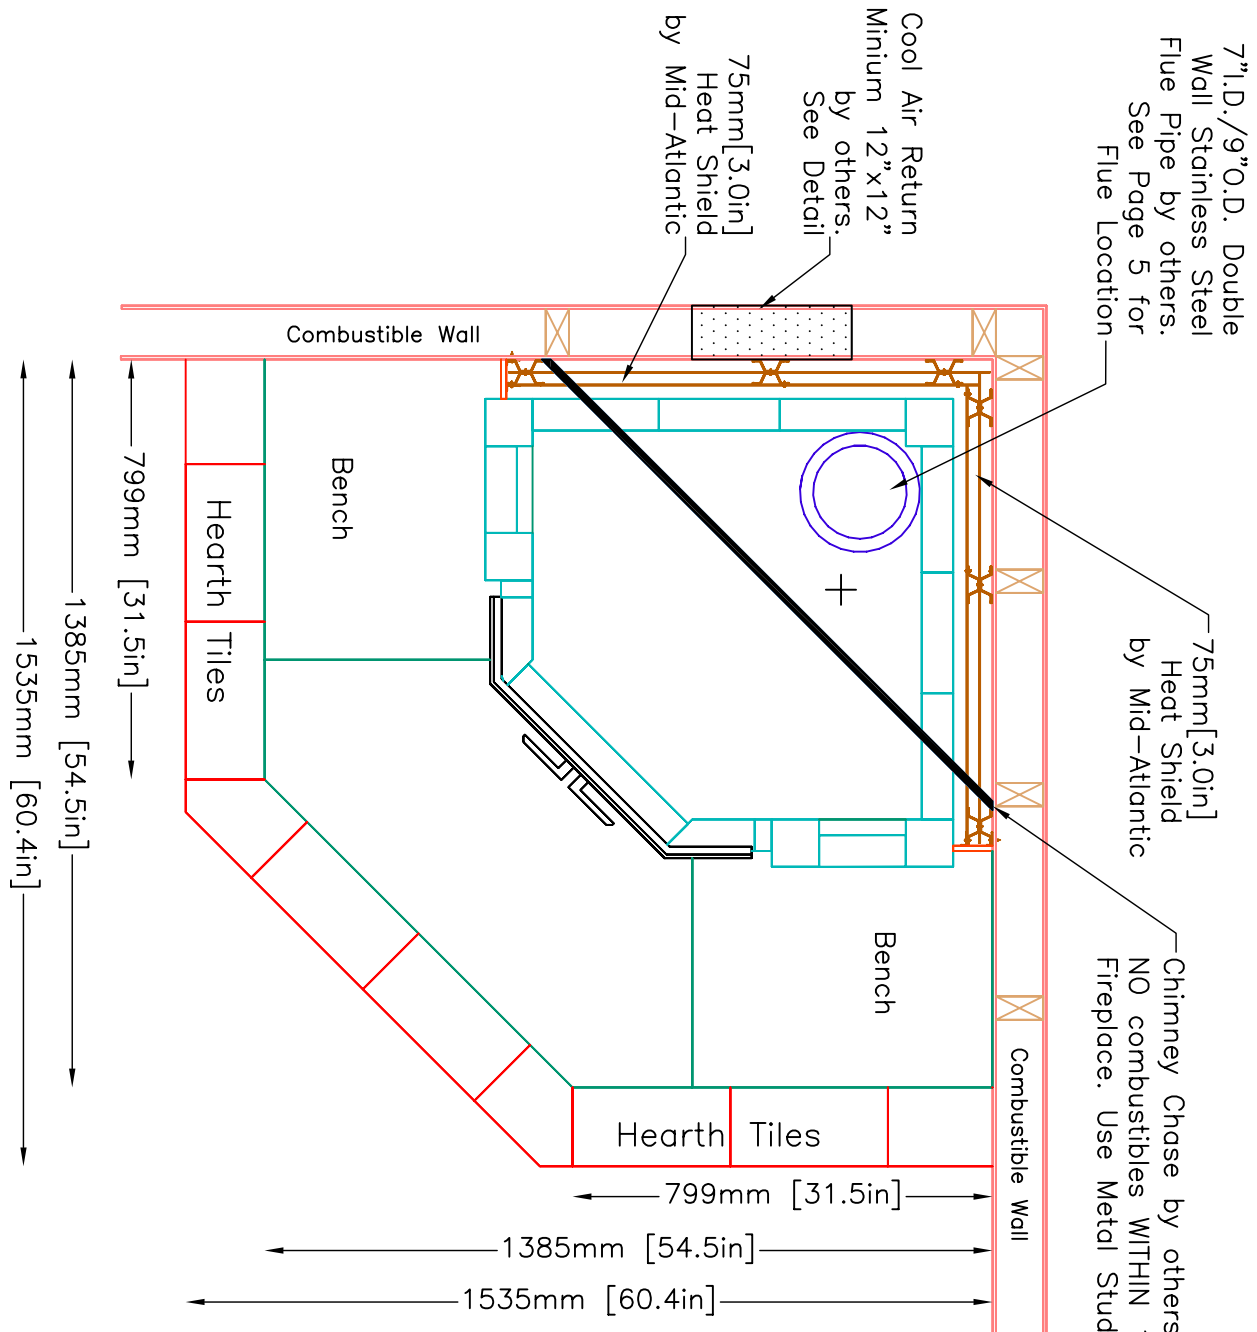 7"I.D./9"O.D. Double
Wall Stainless Steel
Flue Pipe by others.
See Page 5 for
Flue Location
Cool Air Return
Minium 12"x12"
by others.
See Detail
75mm[3.0in]
Heat Shield
by Mid-Atlantic
Combustible Wall
Bench
Hearth Tiles
799mm [31.5in]
1385mm [54.5in]
1535mm [60.4in]
75mm[3.0in]
Heat Shield
by Mid-Atlantic
Chimney Chase by others
NO combustibles WITHIN
Fireplace. Use Metal Stud
Combustible Wall
Bench
Hearth Tiles
799mm [31.5in]
1385mm [54.5in]
1535mm [60.4in]